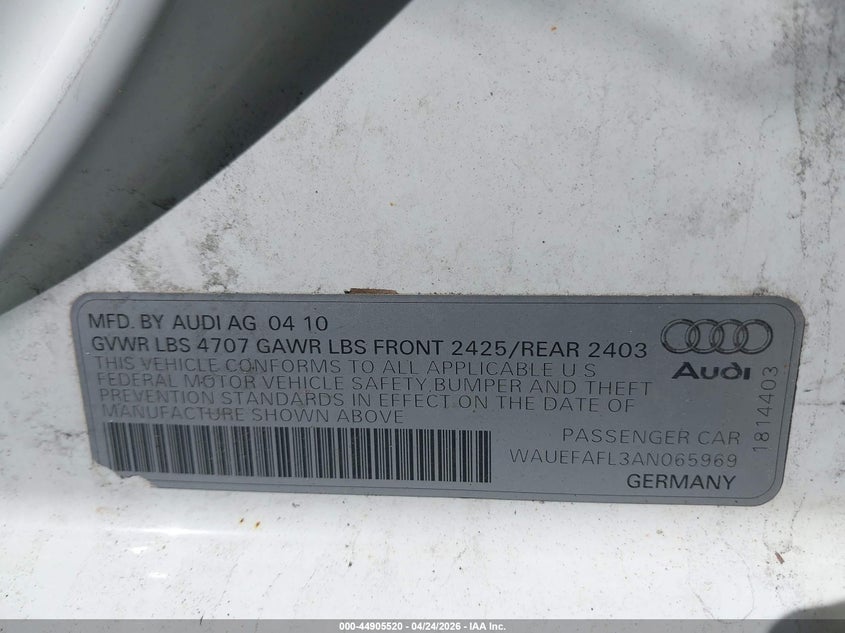 MFD. BY AUDI AG 04 10
GVWR LBS 4707 GAWR LBS FRONT 2425/REAR 2403
THIS VEHICLE CONFORMS TO ALL APPLICABLE U S
FEDERAL MOTOR VEHICLE SAFETY, BUMPER AND THEFT
PREVENTION STANDARDS IN EFFECT ON THE DATE OF
MANUFACTURE SHOWN ABOVE
PASSENGER CAR
WAUEFAFL3AN065969
GERMANY
Audi
1814403
000-44905520 - 04/24/2026 - IAA Inc.